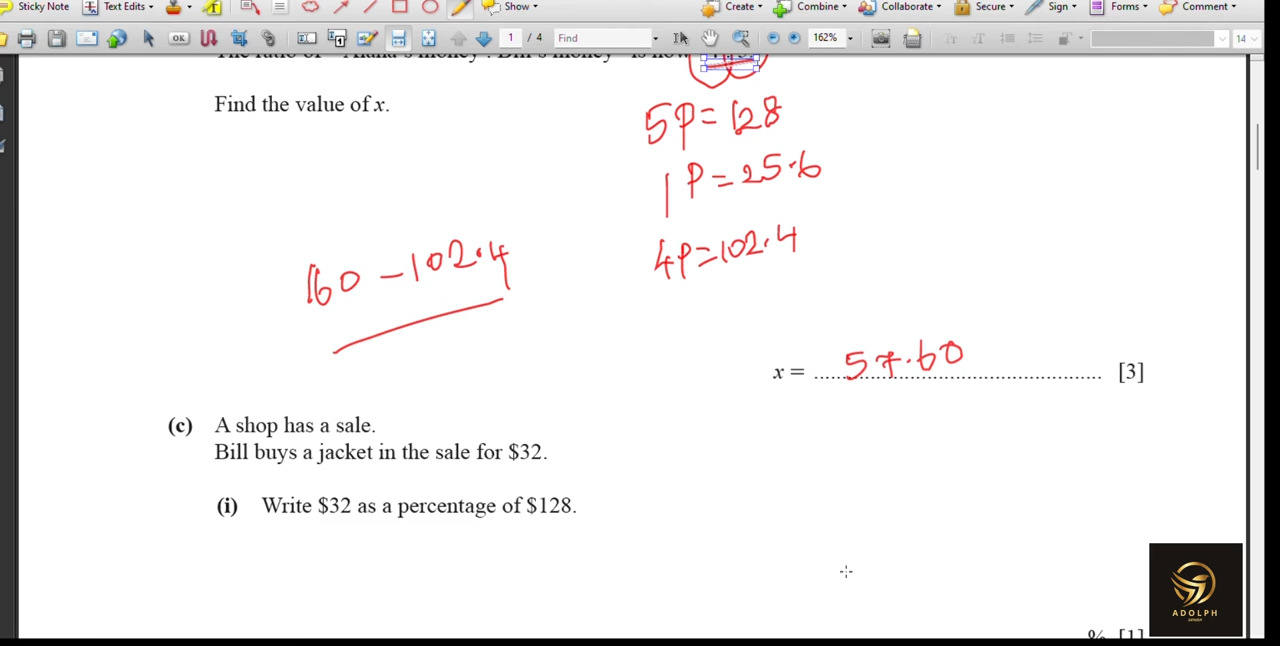 Sticky Note Text Edits Show Create Combine Collaborate Secure Sign Forms Comment
OK 1 / 4 Find 162% 14
Find the value of x.
5P=128
1P=25.6
4P=102.4
160-102.4
x = 57.60 [3]
(c) A shop has a sale.
Bill buys a jacket in the sale for $32.
(i) Write $32 as a percentage of $128.
ADOLPH
% [1]